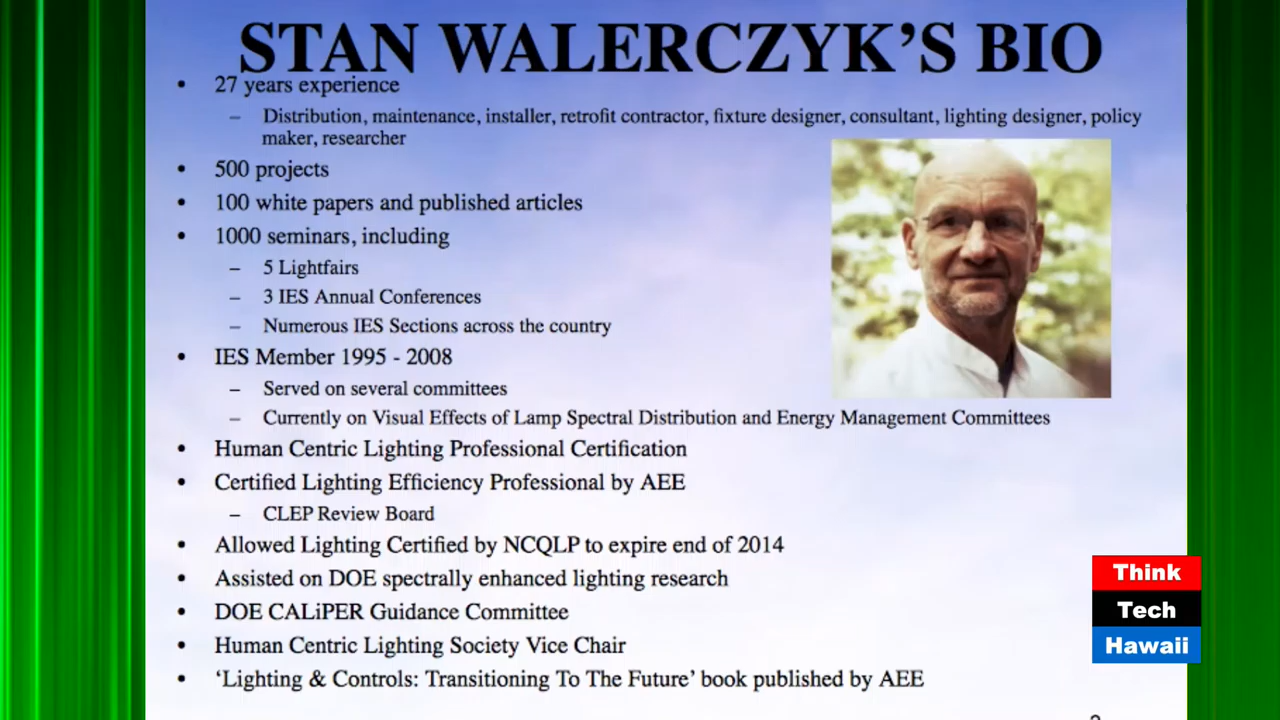 STAN WALERCZYK'S BIO
• 27 years experience
– Distribution, maintenance, installer, retrofit contractor, fixture designer, consultant, lighting designer, policy
maker, researcher
• 500 projects
• 100 white papers and published articles
• 1000 seminars, including
– 5 Lightfairs
– 3 IES Annual Conferences
– Numerous IES Sections across the country
• IES Member 1995 - 2008
– Served on several committees
– Currently on Visual Effects of Lamp Spectral Distribution and Energy Management Committees
• Human Centric Lighting Professional Certification
• Certified Lighting Efficiency Professional by AEE
– CLEP Review Board
• Allowed Lighting Certified by NCQLP to expire end of 2014
• Assisted on DOE spectrally enhanced lighting research
• DOE CALiPER Guidance Committee
• Human Centric Lighting Society Vice Chair
• ‘Lighting & Controls: Transitioning To The Future’ book published by AEE
Think
Tech
Hawaii